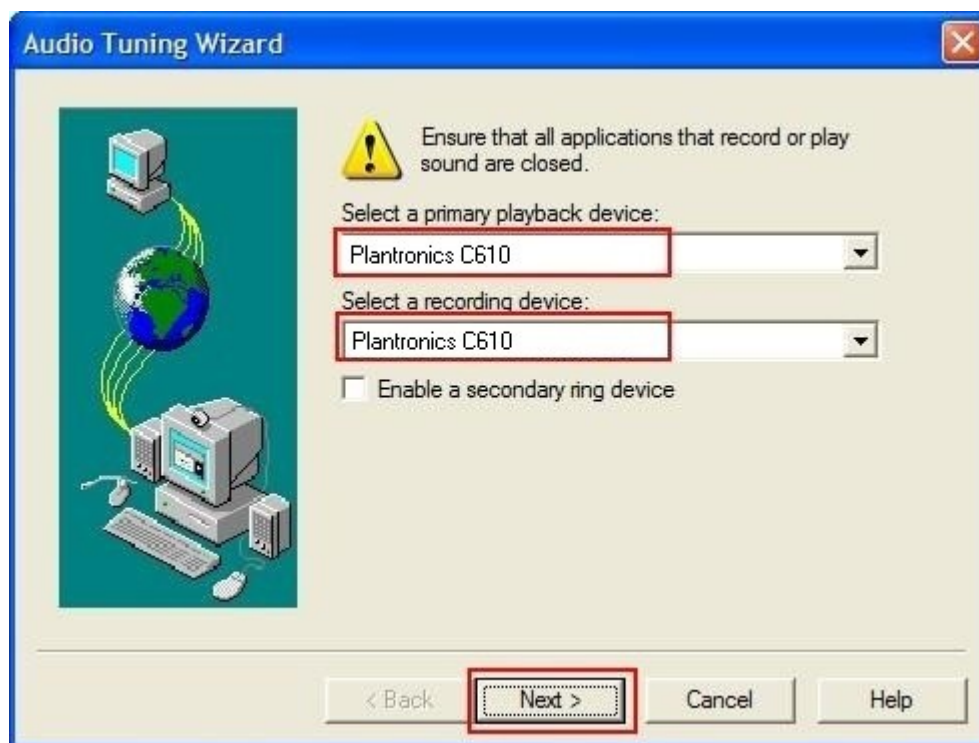 Audio Tuning Wizard
Ensure that all applications that record or play
sound are closed.
Select a primary playback device:
Plantronics C610
Select a recording device:
Plantronics C610
Enable a secondary ring device
< Back
Next >
Cancel
Help